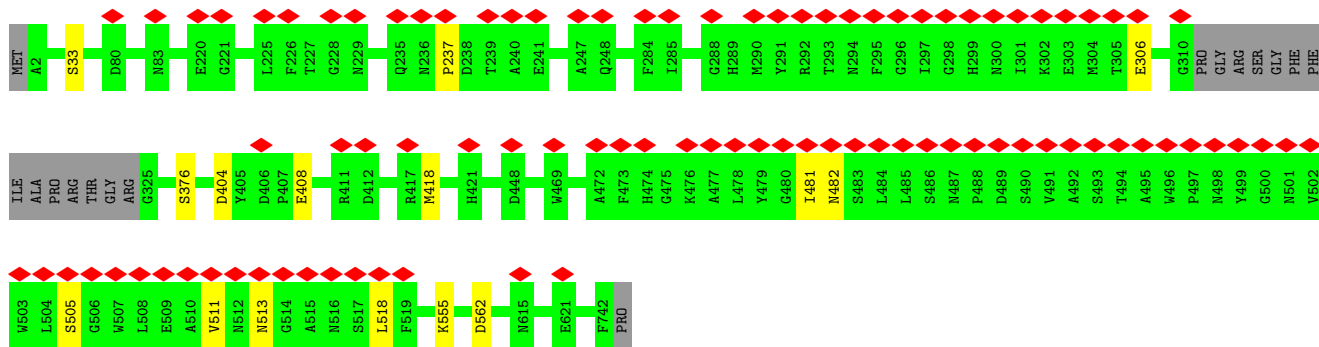 MET A2 S33 D80 N83 E220 G221 L225 F226 T227 G228 N229 Q235 N236 P237 D238 T239 A240 E241 A247 Q248 F284 I285 G288 H289 M290 Y291 R292 T293 N294 F295 G296 I297 G298 H299 N300 I301 K302 E303 M304 T305 E306 G310 PRO GLY ARG SER GLY PHE PHE
ILE ALA PRO ARG THR GLY ARG G325 S376 D404 Y405 D406 P407 E408 R411 D412 R417 M418 H421 D448 W469 A472 F473 H474 G475 K476 A477 L478 Y479 G480 I481 N482 S483 L484 L485 S486 N487 P488 D489 S490 V491 A492 S493 T494 A495 W496 P497 N498 Y499 G500 N501 V502
W503 L504 S505 G506 W507 L508 E509 A510 V511 N512 N513 G514 A515 N516 S517 L518 F519 K555 D562 N615 E621 F742 PRO